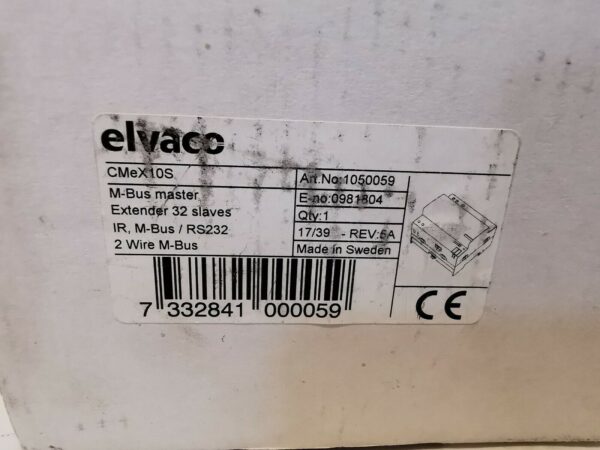 elvaco
CMeX10S
Art.No:1050059
M-Bus master
Extender 32 slaves
IR, M-Bus / RS232
2 Wire M-Bus
E-no:0981804
Qty:1
17/39 - REV:5A
Made in Sweden
7 332841 000059
CE